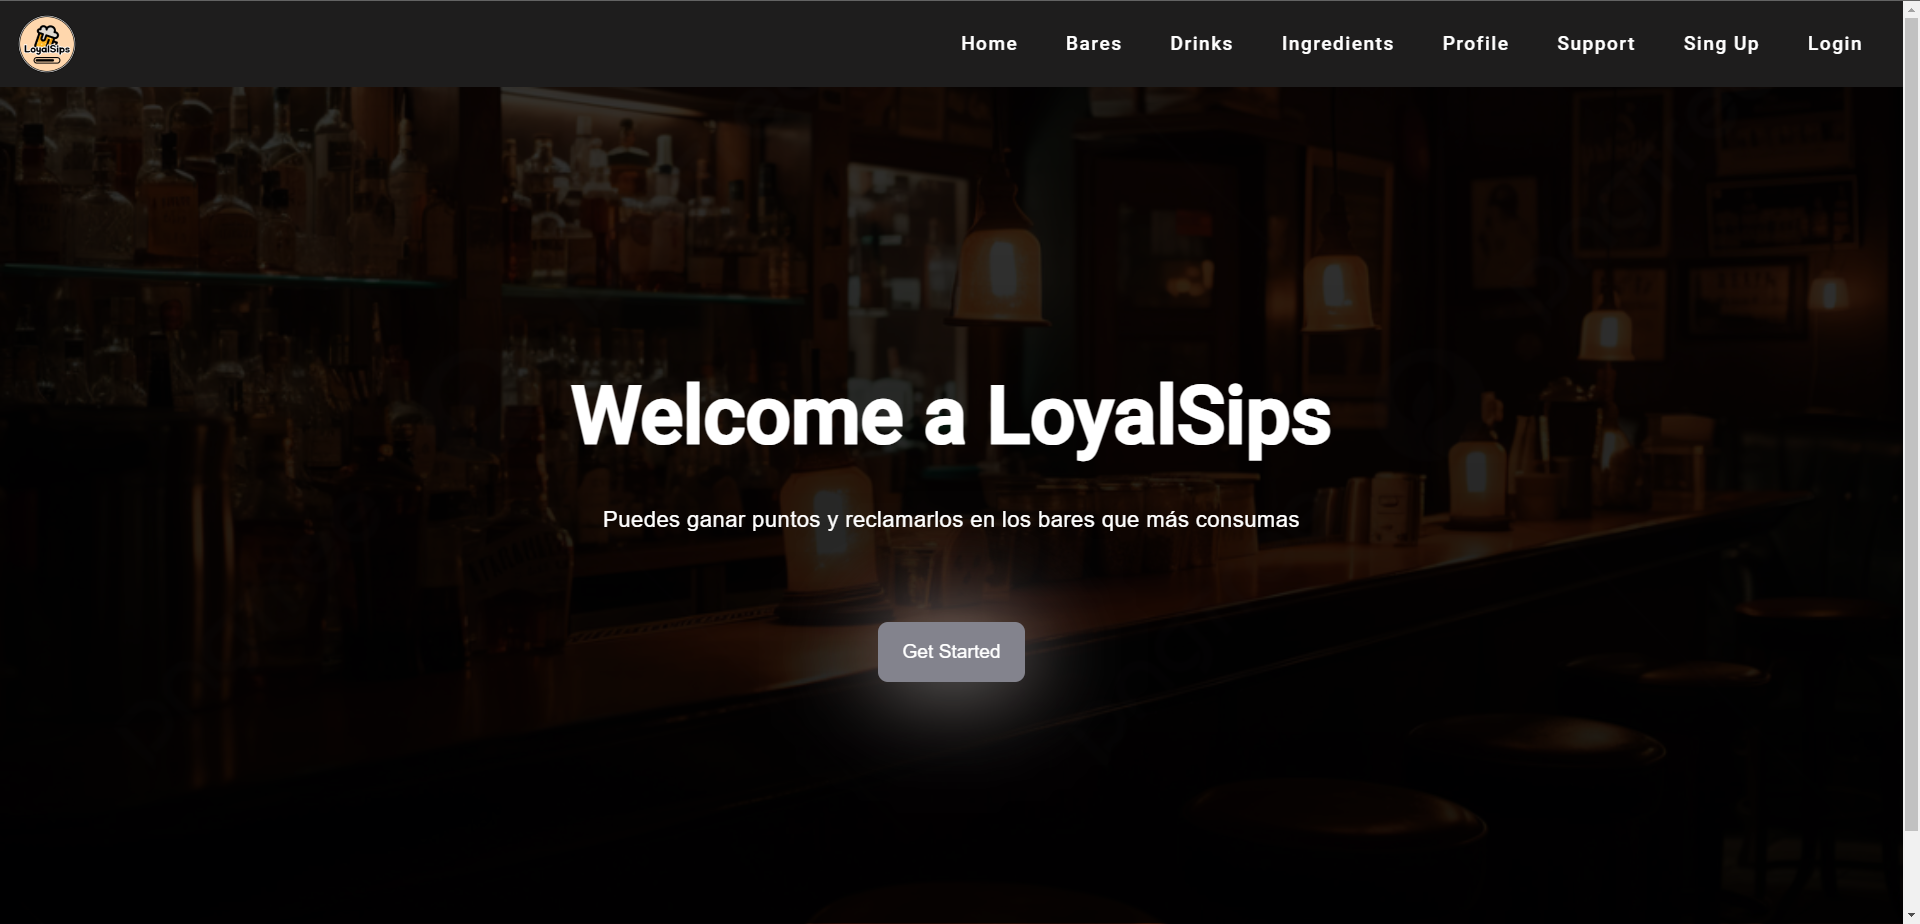 LoyalSips
Home Bares Drinks Ingredients Profile Support Sing Up Login
Welcome a LoyalSips
Puedes ganar puntos y reclamarlos en los bares que más consumas
Get Started